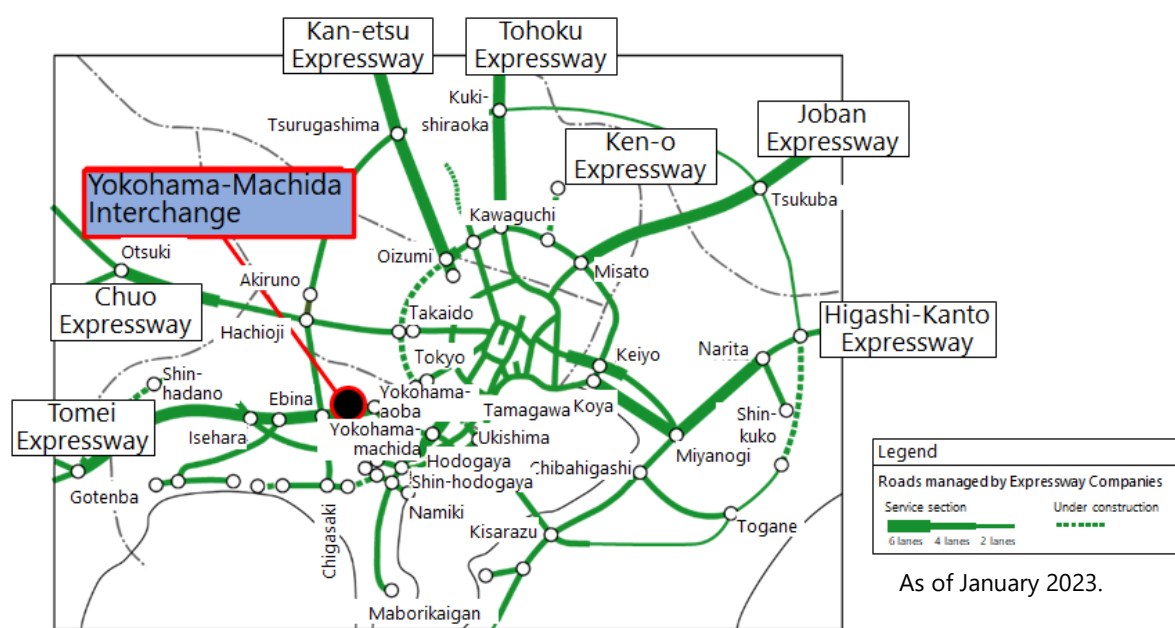 Kan-etsu
Expressway
Tohoku
Expressway
Kuki-
shiraoka
Tsurugashima
Joban
Expressway
Ken-o
Expressway
Yokohama-Machida
Interchange
Tsukuba
Kawaguchi
Otsuki
Oizumi
Misato
Akiruno
Chuo
Expressway
Hachioji
Takaido
Higashi-Kanto
Expressway
Keiyo
Narita
Tokyo
Shin-
hadano
Ebina
Yokohama-
aoba
Tomei
Expressway
Isehara
Yokohama-
machida
Tamagawa
Koya
Shin-
kuko
Ukishima
Miyanogi
Hodogaya
Chibahigashi
Gotenba
Shin-hodogaya
Namiki
Chigasaki
Kisarazu
Togane
Maborikaigan
Legend
Roads managed by Expressway Companies
Service section
Under construction
6 lanes 4 lanes 2 lanes
As of January 2023.